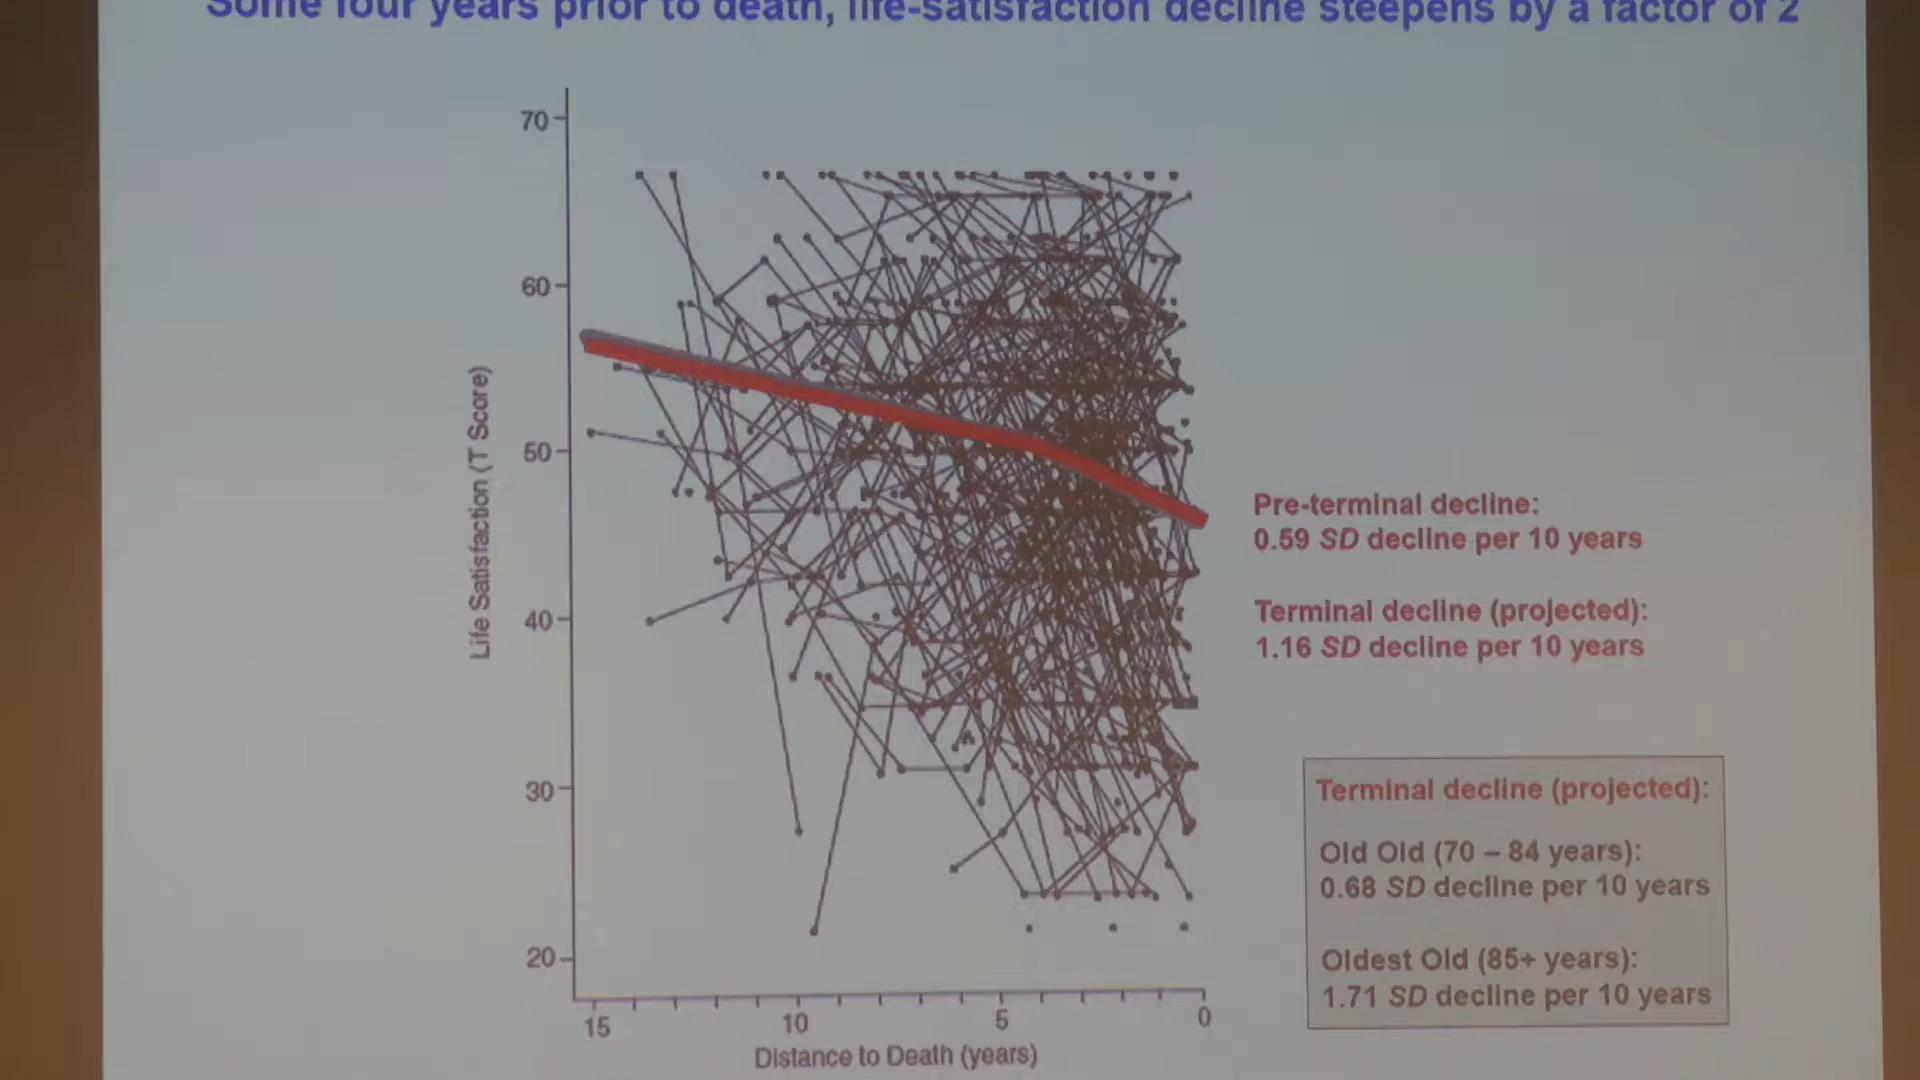 Some four years prior to death, life-satisfaction decline steepens by a factor of 2
70
60
50
40
30
20
Life Satisfaction (T Score)
15
10
5
0
Distance to Death (years)
Pre-terminal decline:
0.59 SD decline per 10 years
Terminal decline (projected):
1.16 SD decline per 10 years
Terminal decline (projected):
Old Old (70 – 84 years):
0.68 SD decline per 10 years
Oldest Old (85+ years):
1.71 SD decline per 10 years